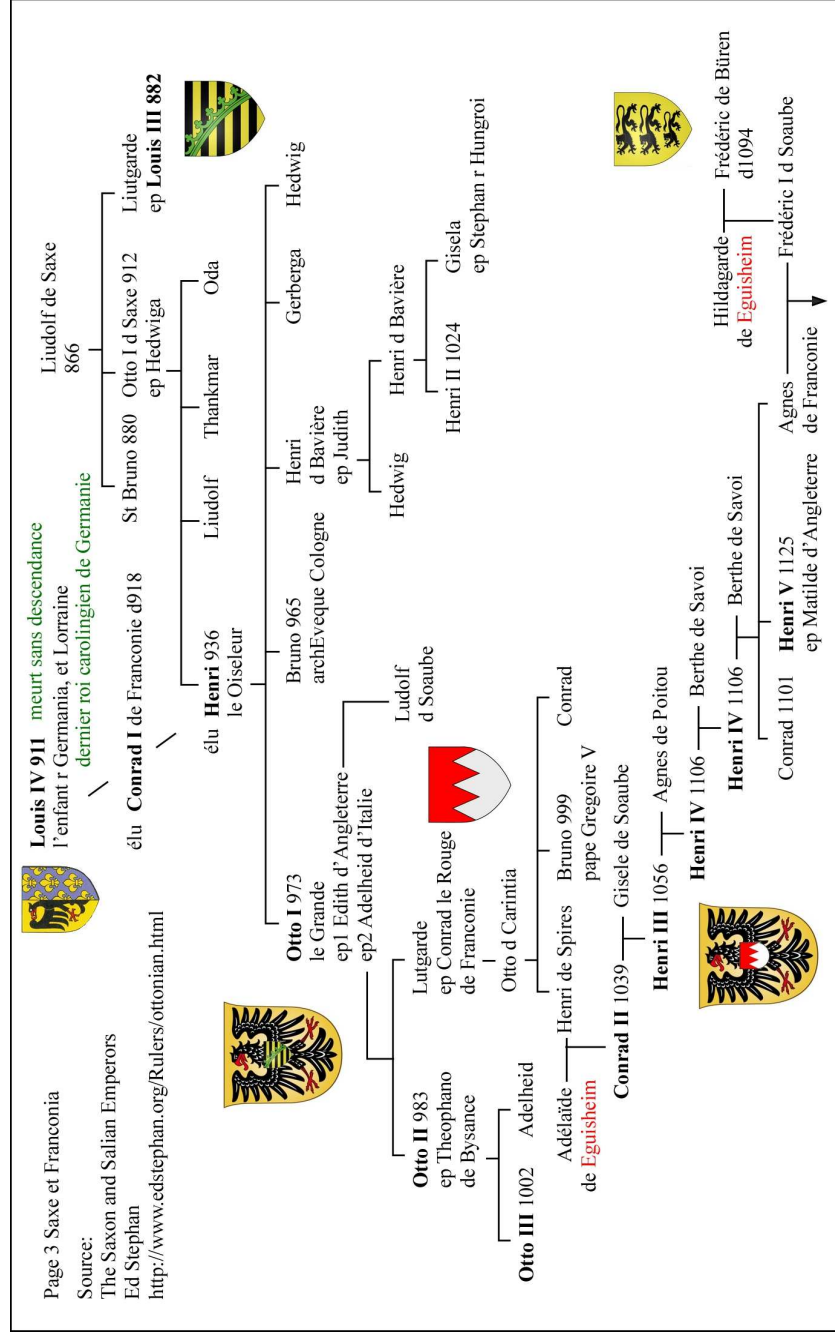 Page 3 Saxe et Franconia
Source:
The Saxon and Salian Emperors
Ed Stephan
http://www.edstephan.org/Rulers/ottonian.html
Louis IV 911 meurt sans descendance
l'enfant r Germania, et Lorraine
dernier roi carolingien de Germanie
élu Conrad I de Franconie d918
Liudolf de Saxe
866
St Bruno 880
Otto I d Saxe 912
ep Hedwiga
Liutgarde
ep Louis III 882
élu Henri 936
le Oiseleur
Liudolf
Thankmar
Oda
Otto I 973
le Grande
ep1 Edith d'Angleterre
ep2 Adelheid d'Italie
Bruno 965
archEveque Cologne
Henri
d Bavière
ep Judith
Gerberga
Hedwig
Ludolf
d Soaube
Hedwig
Henri d Bavière
Henri II 1024
Gisela
ep Stephan r Hungroi
Otto II 983
ep Theophano
de Bysance
Lutgarde
ep Conrad le Rouge
de Franconie
Otto III 1002
Adelheid
Otto d Carintia
Adélaïde
de Eguisheim
Henri de Spires
Bruno 999
pape Gregoire V
Conrad
Conrad II 1039
Gisele de Soaube
Henri III 1056
Agnes de Poitou
Henri IV 1106
Berthe de Savoi
Henri IV 1106
Berthe de Savoi
Hildagarde
de Eguisheim
Frédéric de Büren
d1094
Conrad 1101
Henri V 1125
ep Matilde d'Angleterre
Agnes
de Franconie
Frédéric I d Soaube